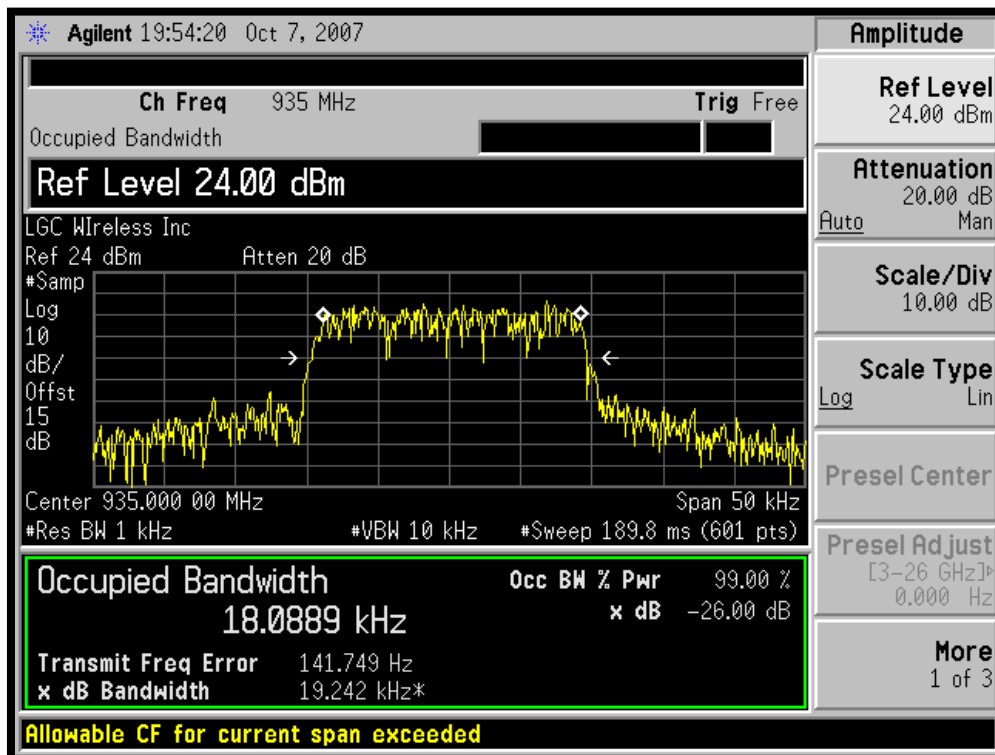 Agilent 19:54:20 Oct 7, 2007
Ch Freq 935 MHz Trig Free
Occupied Bandwidth
Ref Level 24.00 dBm
LGC WIreless Inc
Ref 24 dBm Atten 20 dB
#Samp
Log
10
dB/
Offst
15
dB
Center 935.000 00 MHz Span 50 kHz
#Res BW 1 kHz #VBW 10 kHz #Sweep 189.8 ms (601 pts)
Occupied Bandwidth
18.0889 kHz
Occ BW % Pwr 99.00 %
x dB -26.00 dB
Transmit Freq Error 141.749 Hz
x dB Bandwidth 19.242 kHz*
Allowable CF for current span exceeded
Amplitude
Ref Level
24.00 dBm
Attenuation
20.00 dB
Auto Man
Scale/Div
10.00 dB
Scale Type
Log Lin
Presel Center
Presel Adjust
[3-26 GHz]
0.000 Hz
More
1 of 3